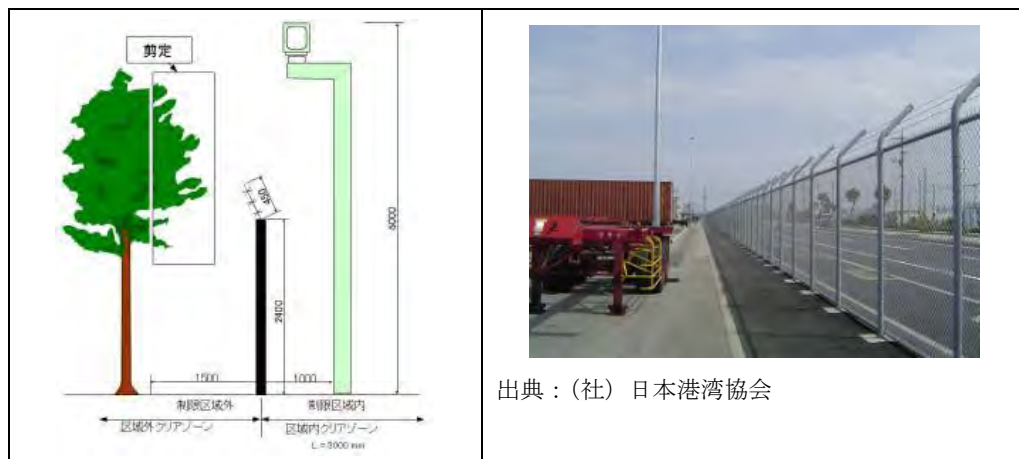 剪定
450
6000
2400
1500
1000
制限区域外
制限区域内
区域外クリアゾーン
区域内クリアゾーン
L=3000 mm
出典:(社)日本港湾協会